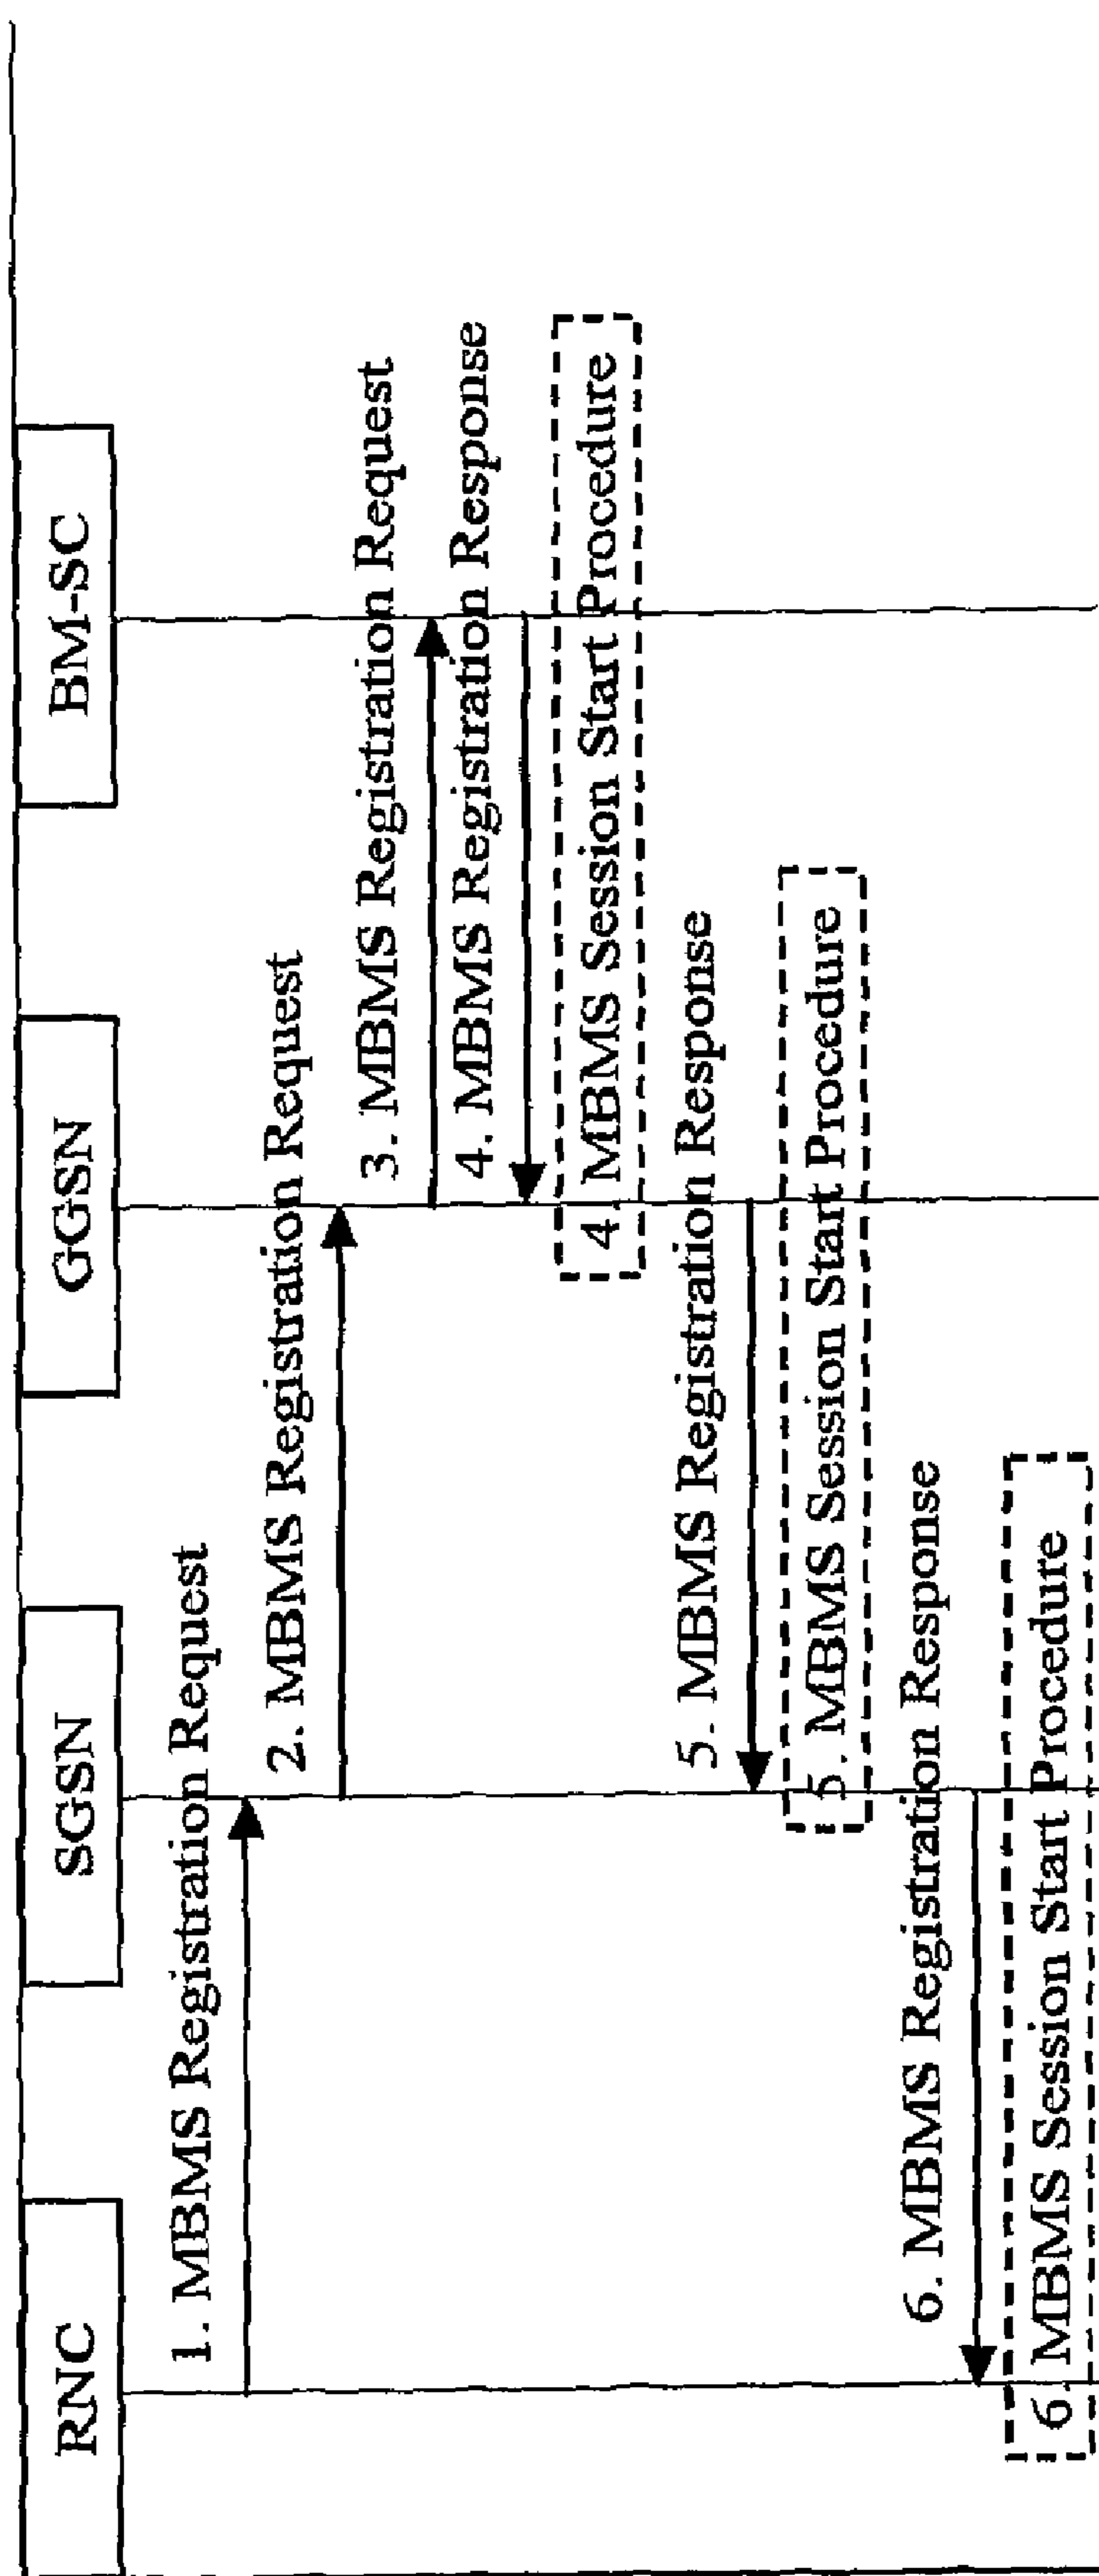 RNC
SGSN
GGSN
BM-SC
1. MBMS Registration Request
2. MBMS Registration Request
3. MBMS Registration Request
4. MBMS Registration Response
4. MBMS Session Start Procedure
5. MBMS Registration Response
5. MBMS Session Start Procedure
6. MBMS Registration Response
6. MBMS Session Start Procedure